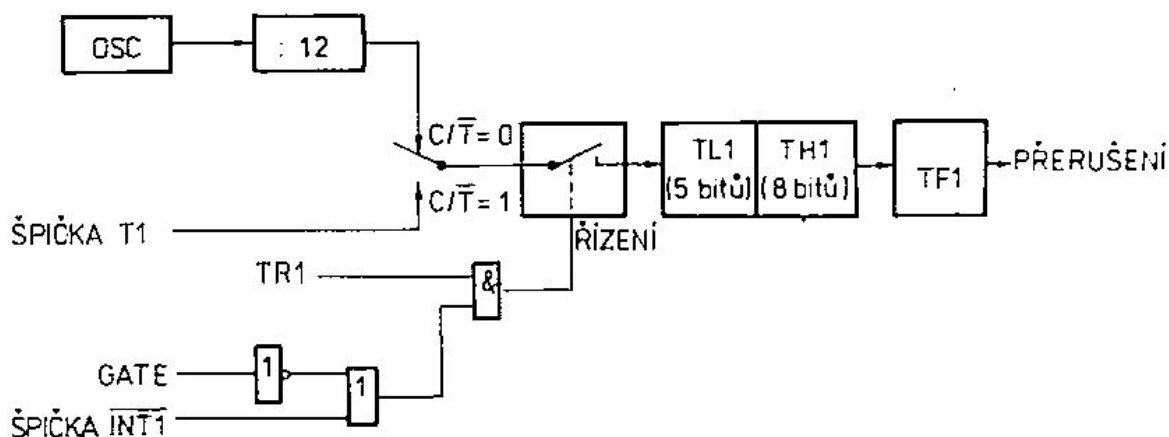 OSC
: 12
C/T̅ = 0
C/T̅ = 1
ŠPIČKA T1
TL1
(5 bitů)
TH1
(8 bitů)
TF1
PŘERUŠENÍ
ŘÍZENÍ
TR1
&
GATE
1
1
ŠPIČKA I̅N̅T̅1̅